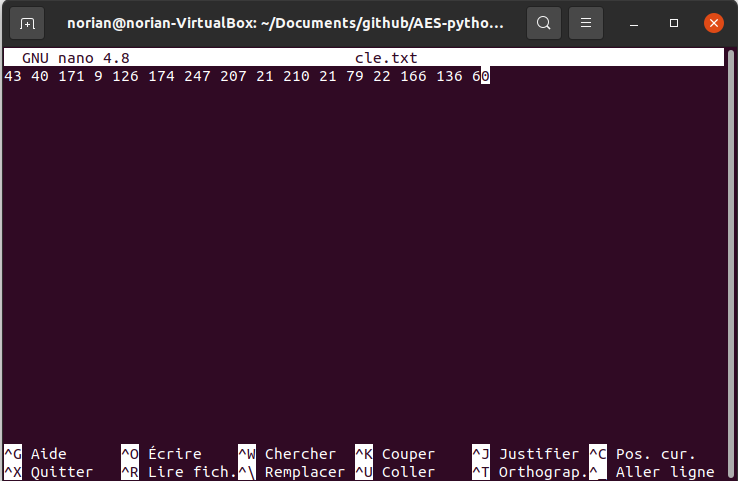 norian@norian-VirtualBox: ~/Documents/github/AES-pytho...
GNU nano 4.8 cle.txt
43 40 171 9 126 174 247 207 21 210 21 79 22 166 136 60
^G Aide ^O Écrire ^W Chercher ^K Couper ^J Justifier ^C Pos. cur.
^X Quitter ^R Lire fich. ^\ Remplacer ^U Coller ^T Orthograp. ^_ Aller ligne